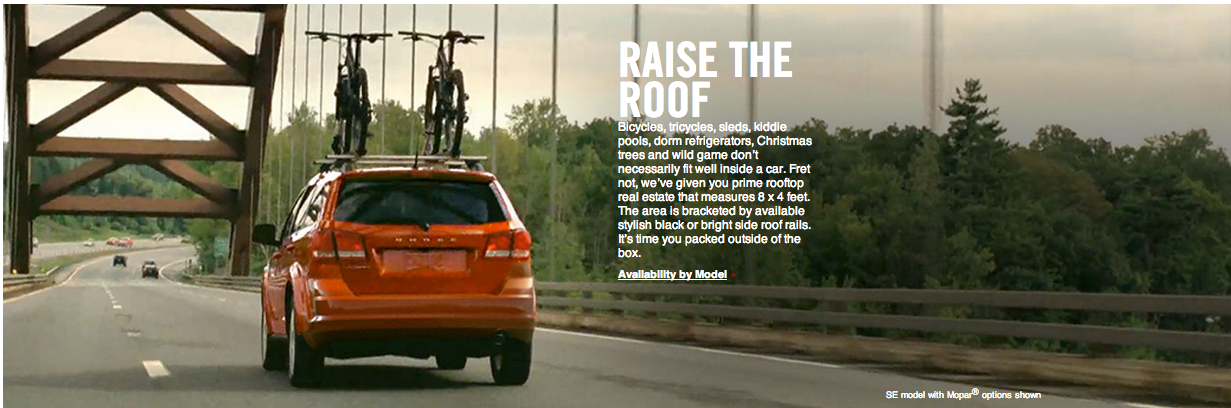 RAISE THE
ROOF
Bicycles, tricycles, sleds, kiddie
pools, dorm refrigerators, Christmas
trees and wild game don't
necessarily fit well inside a car. Fret
not, we've given you prime rooftop
real estate that measures 8 x 4 feet.
The area is bracketed by available
stylish black or bright side roof rails.
It's time you packed outside of the
box.
Availability by Model
DODGE
SE model with Mopar® options shown